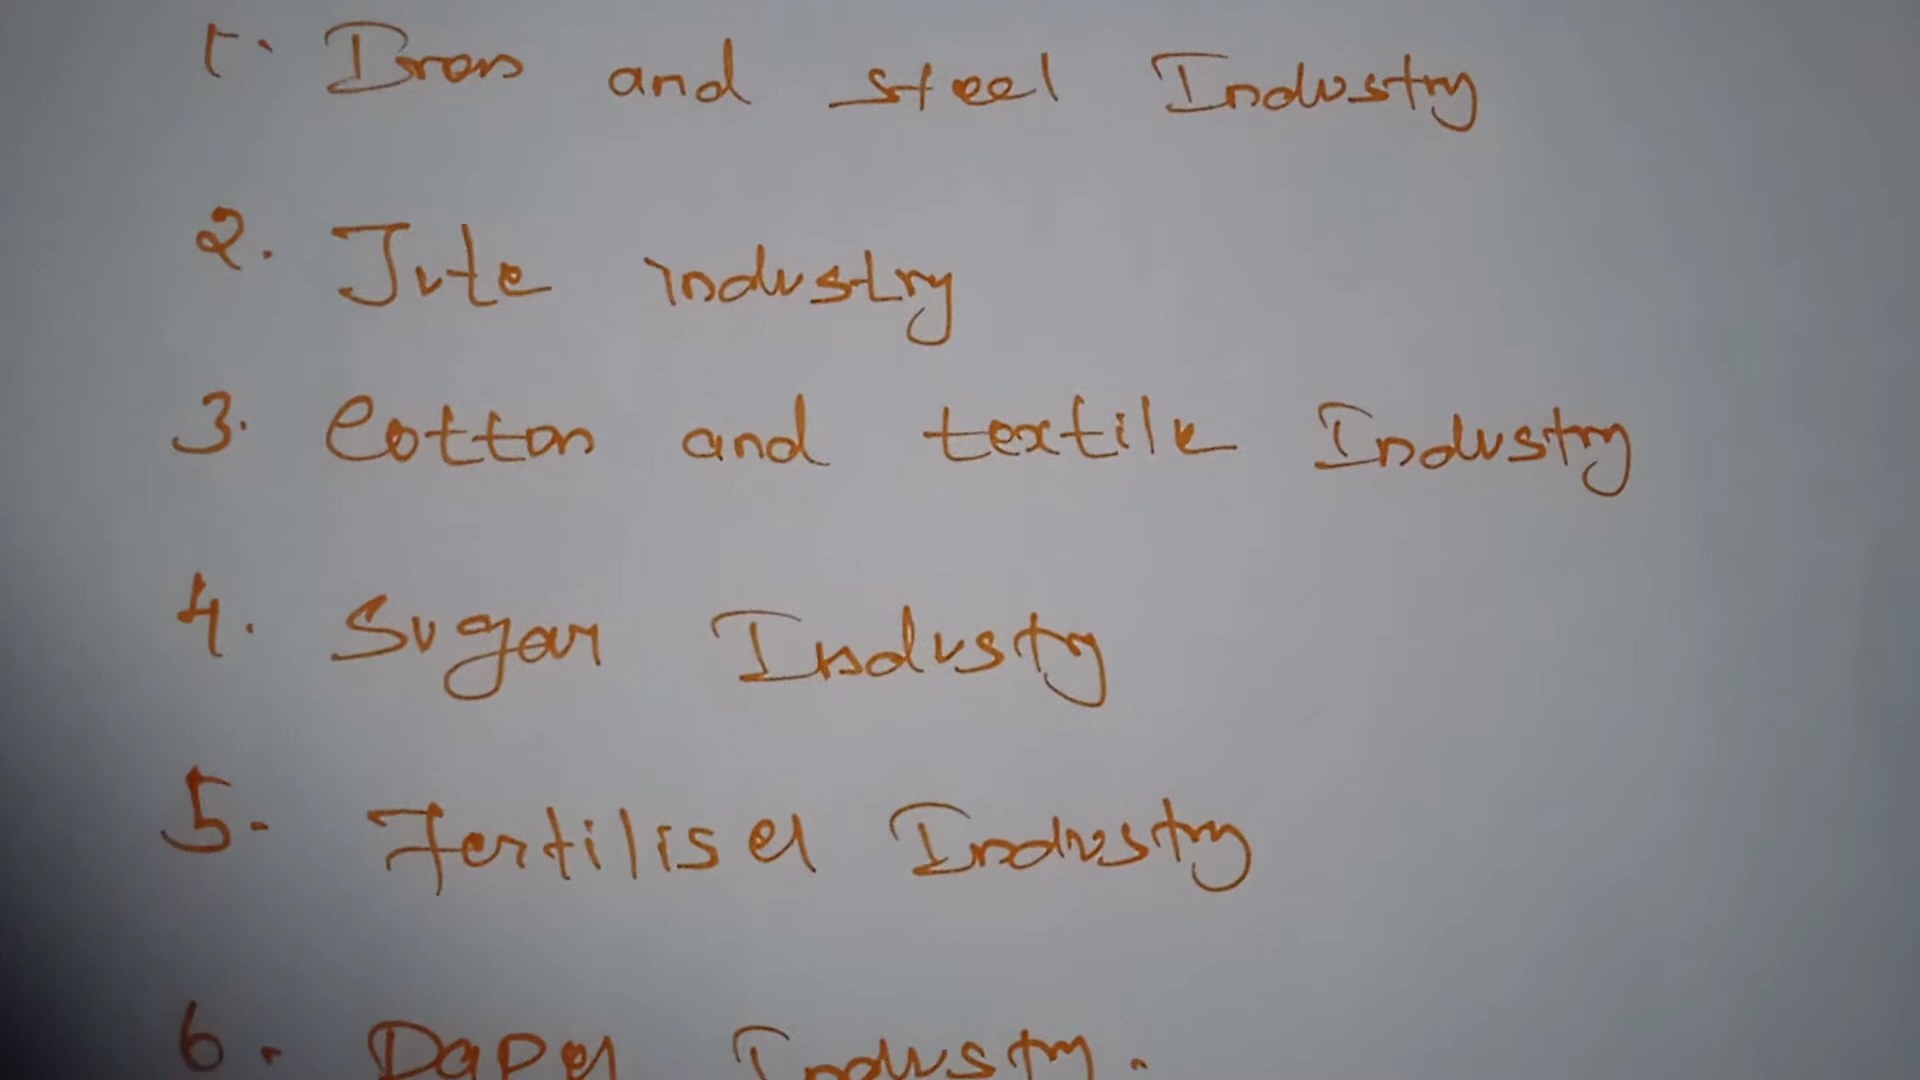 1. Iron and steel Industry
2. Jute industry
3. Cotton and textile Industry
4. Sugar Industry
5. Fertiliser Industry
6. Paper Industry.